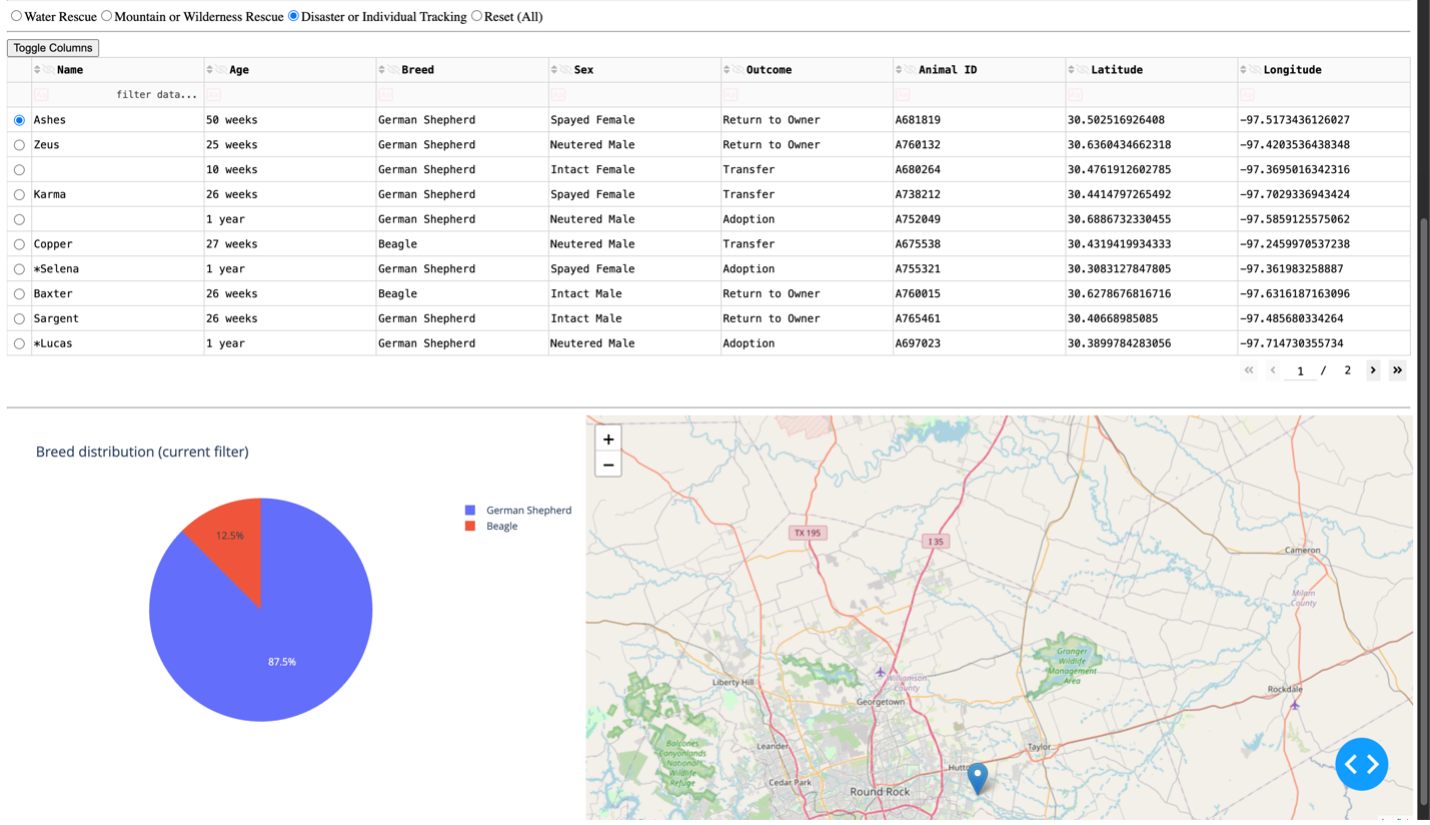 Water Rescue Mountain or Wilderness Rescue Disaster or Individual Tracking Reset (All)
Toggle Columns
Name Age Breed Sex Outcome Animal ID Latitude Longitude
filter data...
Ashes 50 weeks German Shepherd Spayed Female Return to Owner A681819 30.502516926408 -97.5173436126027
Zeus 25 weeks German Shepherd Neutered Male Return to Owner A760132 30.6360434662318 -97.4203536438348
10 weeks German Shepherd Intact Female Transfer A680264 30.4761912602785 -97.3695016342316
Karma 26 weeks German Shepherd Spayed Female Transfer A738212 30.4414797265492 -97.7029336943424
1 year German Shepherd Neutered Male Adoption A752049 30.6886732330455 -97.5859125575062
Copper 27 weeks Beagle Neutered Male Transfer A675538 30.4319419934333 -97.2459970537238
*Selena 1 year German Shepherd Spayed Female Adoption A755321 30.3083127847805 -97.361983258887
Baxter 26 weeks Beagle Intact Male Return to Owner A760015 30.6278676816716 -97.6316187163096
Sargent 26 weeks German Shepherd Intact Male Return to Owner A765461 30.40668985085 -97.485680334264
*Lucas 1 year German Shepherd Neutered Male Adoption A697023 30.3899784283056 -97.714730355734
« ‹ 1 / 2 › »
Breed distribution (current filter)
German Shepherd
Beagle
12.5%
87.5%
+
−
TX 195
I 35
Cameron
Milam
County
Granger
Wildlife
Management
Area
Liberty Hill
Williamson
County
Georgetown
Rockdale
Leander
Taylor
Balcones
Canyonlands
National
Wildlife
Refuge
Cedar Park
Hutto
Round Rock